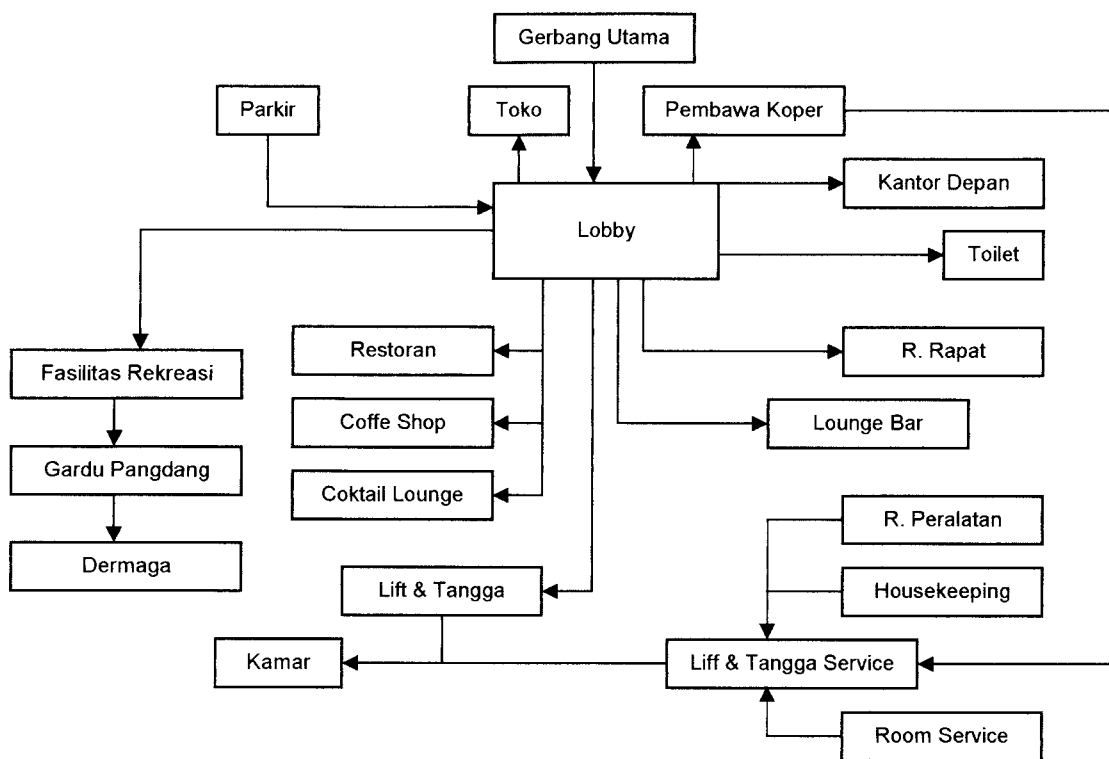 Gerbang Utama
Parkir
Toko
Pembawa Koper
Kantor Depan
Lobby
Toilet
Restoran
R. Rapat
Fasilitas Rekreasi
Coffe Shop
Lounge Bar
Gardu Pangdang
Coktail Lounge
R. Peralatan
Dermaga
Lift & Tangga
Housekeeping
Kamar
Liff & Tangga Service
Room Service